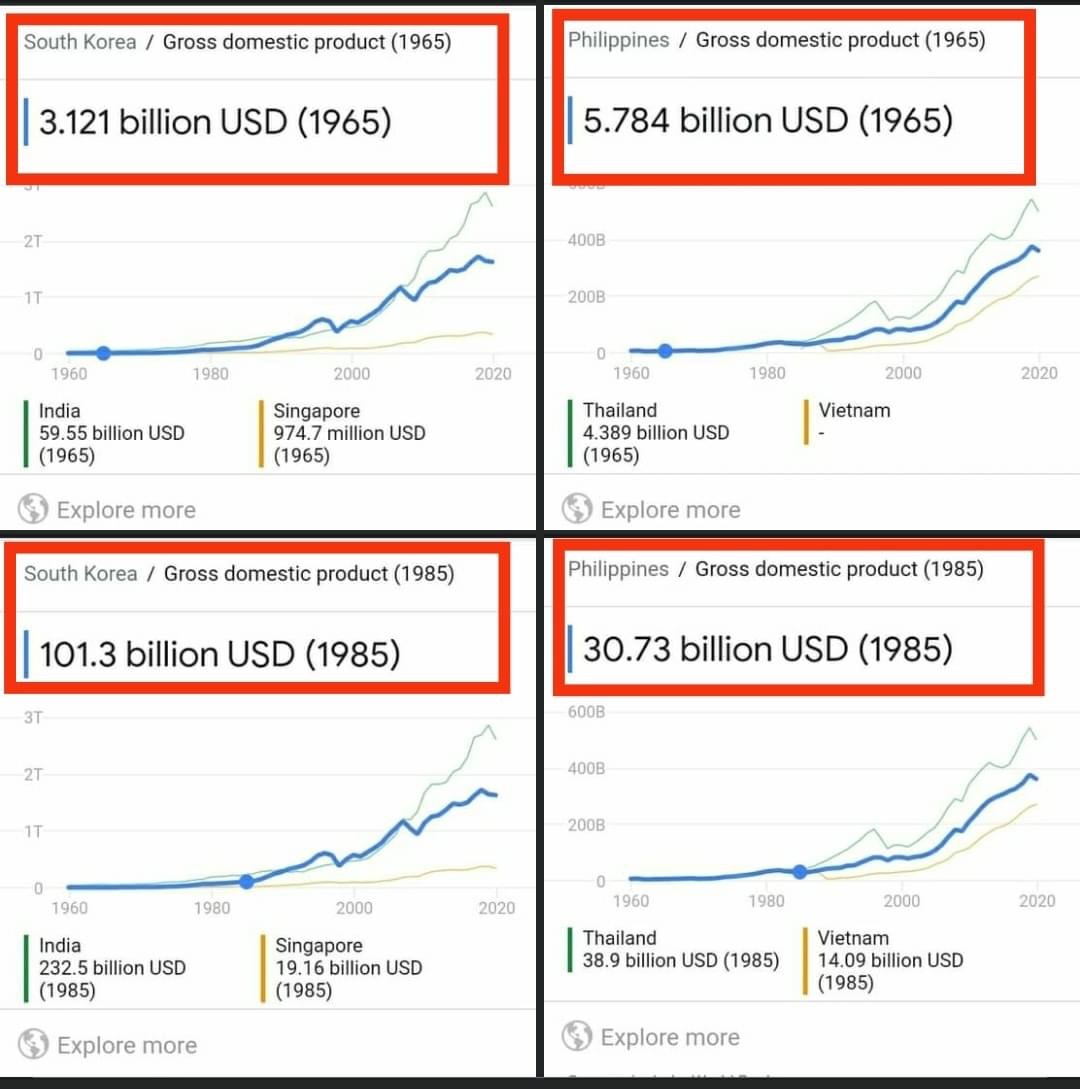 South Korea / Gross domestic product (1965)
3.121 billion USD (1965)
2T
1T
0
1960 1980 2000 2020
India
59.55 billion USD
(1965)
Singapore
974.7 million USD
(1965)
Explore more
Philippines / Gross domestic product (1965)
5.784 billion USD (1965)
400B
200B
0
1960 1980 2000 2020
Thailand
4.389 billion USD
(1965)
Vietnam
-
Explore more
South Korea / Gross domestic product (1985)
101.3 billion USD (1985)
3T
2T
1T
0
1960 1980 2000 2020
India
232.5 billion USD
(1985)
Singapore
19.16 billion USD
(1985)
Explore more
Philippines / Gross domestic product (1985)
30.73 billion USD (1985)
600B
400B
200B
0
1960 1980 2000 2020
Thailand
38.9 billion USD (1985)
Vietnam
14.09 billion USD
(1985)
Explore more